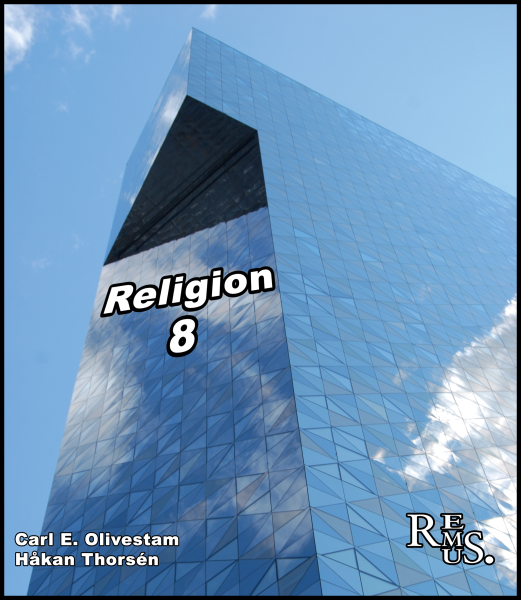 Religion
8
Carl E. Olivestam
Håkan Thorsén
REMUS.